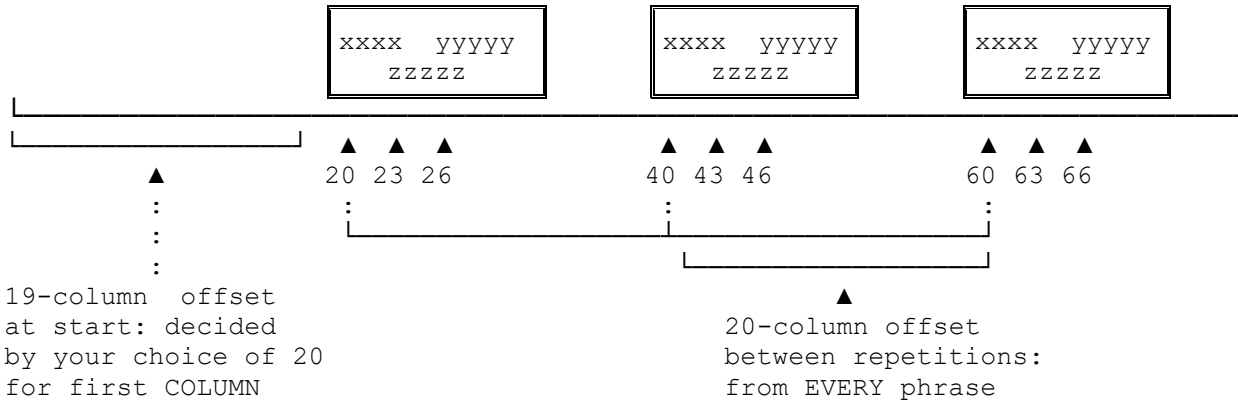 xxxx yyyyy xxxx yyyyy xxxx yyyyy
zzzzz zzzzz zzzzz
20 23 26 40 43 46 60 63 66
19-column offset
at start: decided
by your choice of 20
for first COLUMN
20-column offset
between repetitions:
from EVERY phrase